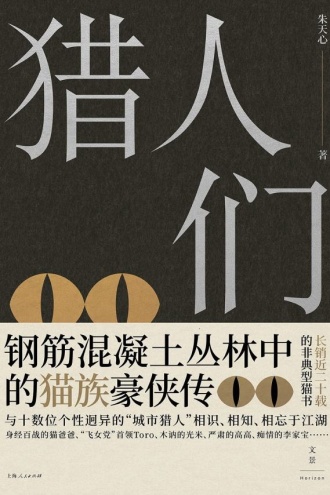 猎人们
朱天心 著
钢筋混凝土丛林中
的猫族豪侠传
长销近二十载
的非典型猫书
与十数位个性迥异的“城市猎人”相识、相知、相忘于江湖
身经百战的猫爸爸、“飞女党”首领Toro、木讷的光米、严肃的高高、痴情的李家宝……
上海人民出版社
文景
Horizon